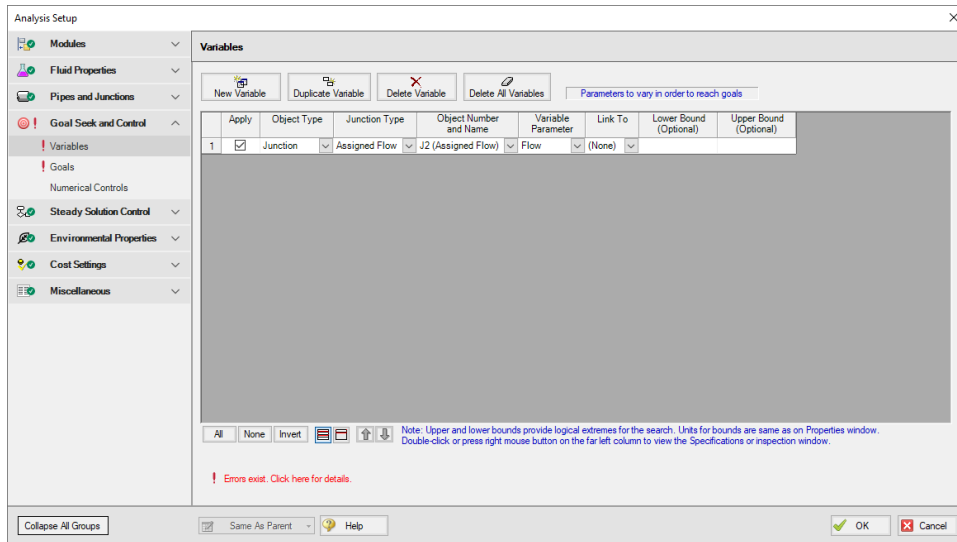 Analysis Setup
Modules
Fluid Properties
Pipes and Junctions
Goal Seek and Control
Variables
Goals
Numerical Controls
Steady Solution Control
Environmental Properties
Cost Settings
Miscellaneous
Variables
New Variable Duplicate Variable Delete Variable Delete All Variables Parameters to vary in order to reach goals
Apply Object Type Junction Type Object Number and Name Variable Parameter Link To Lower Bound (Optional) Upper Bound (Optional)
1 Junction Assigned Flow J2 (Assigned Flow) Flow (None)
All None Invert
Note: Upper and lower bounds provide logical extremes for the search. Units for bounds are same as on Properties window.
Double-click or press right mouse button on the far left column to view the Specifications or inspection window.
! Errors exist. Click here for details.
Collapse All Groups Same As Parent Help OK Cancel